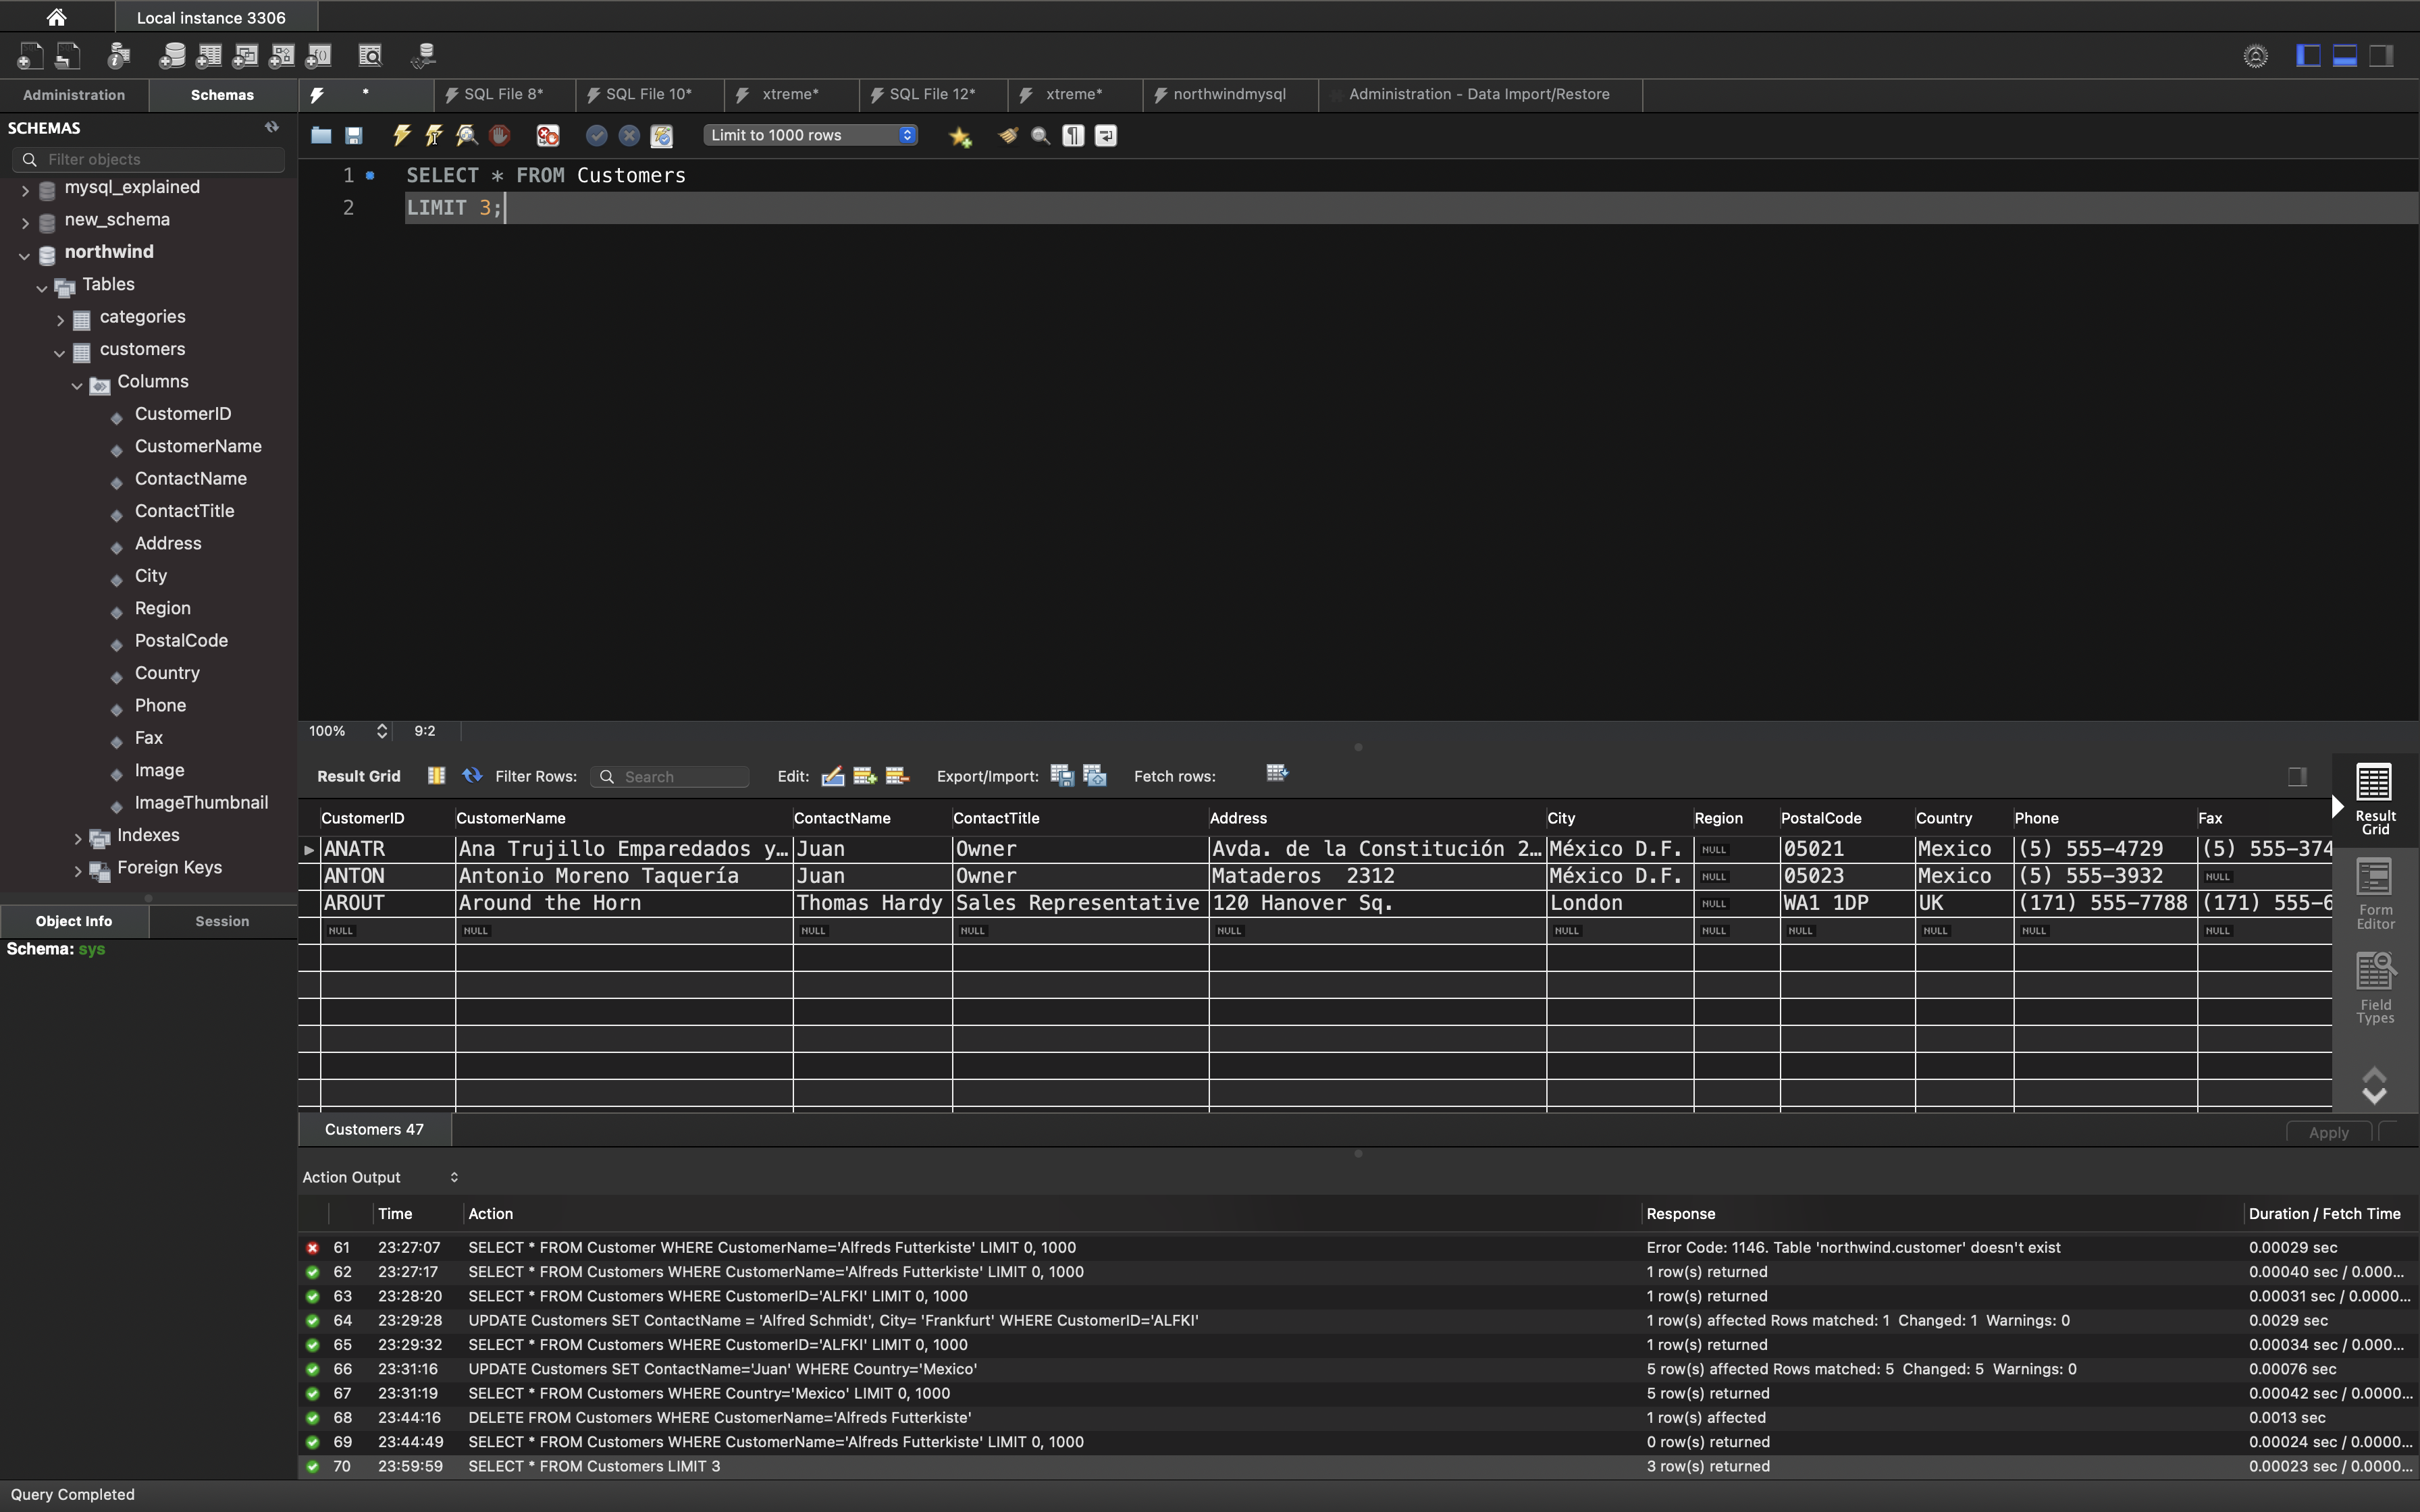 Local instance 3306
Administration
Schemas
*
SQL File 8*
SQL File 10*
xtreme*
SQL File 12*
xtreme*
northwindmysql
Administration - Data Import/Restore
SCHEMAS
Filter objects
mysql_explained
new_schema
northwind
Tables
categories
customers
Columns
CustomerID
CustomerName
ContactName
ContactTitle
Address
City
Region
PostalCode
Country
Phone
Fax
Image
ImageThumbnail
Indexes
Foreign Keys
Object Info
Session
Schema: sys
Limit to 1000 rows
1 SELECT * FROM Customers
2 LIMIT 3;
100% 9:2
Result Grid Filter Rows: Search Edit: Export/Import: Fetch rows:
CustomerID CustomerName ContactName ContactTitle Address City Region PostalCode Country Phone Fax
ANATR Ana Trujillo Emparedados y... Juan Owner Avda. de la Constitución 2... México D.F. NULL 05021 Mexico (5) 555-4729 (5) 555-374
ANTON Antonio Moreno Taquería Juan Owner Mataderos 2312 México D.F. NULL 05023 Mexico (5) 555-3932 NULL
AROUT Around the Horn Thomas Hardy Sales Representative 120 Hanover Sq. London NULL WA1 1DP UK (171) 555-7788 (171) 555-6
NULL NULL NULL NULL NULL NULL NULL NULL NULL NULL NULL
Result
Grid
Form
Editor
Field
Types
Customers 47
Apply
Action Output
Time Action Response Duration / Fetch Time
61 23:27:07 SELECT * FROM Customer WHERE CustomerName='Alfreds Futterkiste' LIMIT 0, 1000 Error Code: 1146. Table 'northwind.customer' doesn't exist 0.00029 sec
62 23:27:17 SELECT * FROM Customers WHERE CustomerName='Alfreds Futterkiste' LIMIT 0, 1000 1 row(s) returned 0.00040 sec / 0.000...
63 23:28:20 SELECT * FROM Customers WHERE CustomerID='ALFKI' LIMIT 0, 1000 1 row(s) returned 0.00031 sec / 0.0000...
64 23:29:28 UPDATE Customers SET ContactName = 'Alfred Schmidt', City= 'Frankfurt' WHERE CustomerID='ALFKI' 1 row(s) affected Rows matched: 1 Changed: 1 Warnings: 0 0.0029 sec
65 23:29:32 SELECT * FROM Customers WHERE CustomerID='ALFKI' LIMIT 0, 1000 1 row(s) returned 0.00034 sec / 0.000...
66 23:31:16 UPDATE Customers SET ContactName='Juan' WHERE Country='Mexico' 5 row(s) affected Rows matched: 5 Changed: 5 Warnings: 0 0.00076 sec
67 23:31:19 SELECT * FROM Customers WHERE Country='Mexico' LIMIT 0, 1000 5 row(s) returned 0.00042 sec / 0.0000...
68 23:44:16 DELETE FROM Customers WHERE CustomerName='Alfreds Futterkiste' 1 row(s) affected 0.0013 sec
69 23:44:49 SELECT * FROM Customers WHERE CustomerName='Alfreds Futterkiste' LIMIT 0, 1000 0 row(s) returned 0.00024 sec / 0.0000...
70 23:59:59 SELECT * FROM Customers LIMIT 3 3 row(s) returned 0.00023 sec / 0.0000...
Query Completed